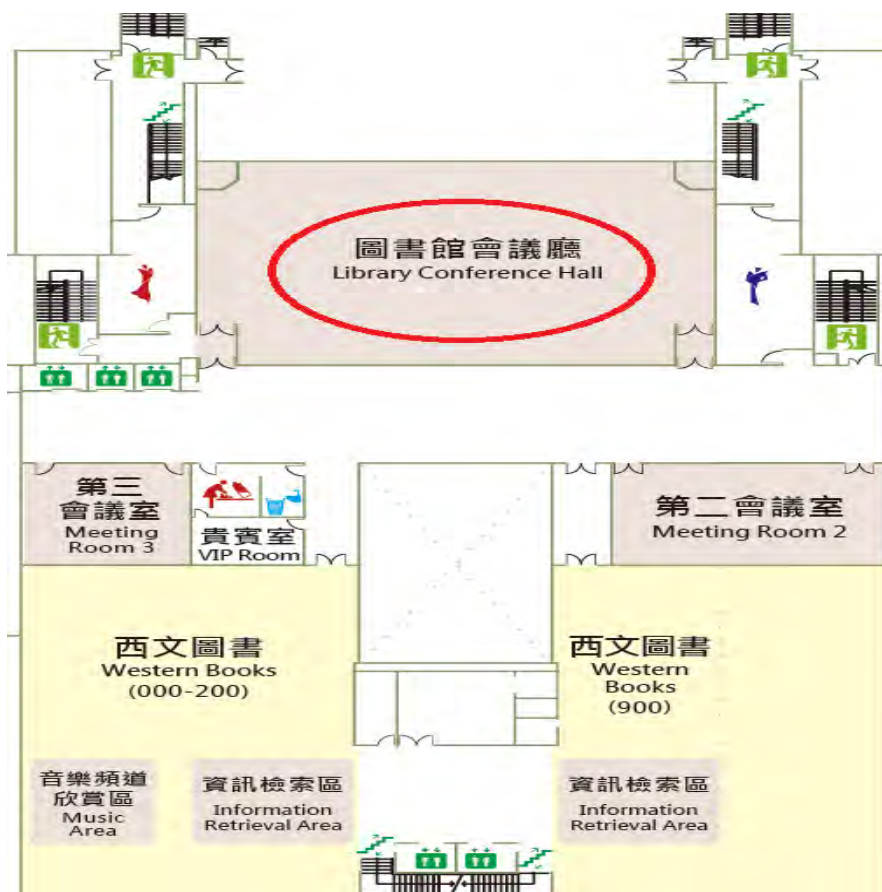 圖書館會議廳
Library Conference Hall
第三
會議室
Meeting
Room 3
貴賓室
VIP Room
第二會議室
Meeting Room 2
西文圖書
Western Books
(000-200)
西文圖書
Western
Books
(900)
音樂頻道
欣賞區
Music
Area
資訊檢索區
Information
Retrieval Area
資訊檢索區
Information
Retrieval Area